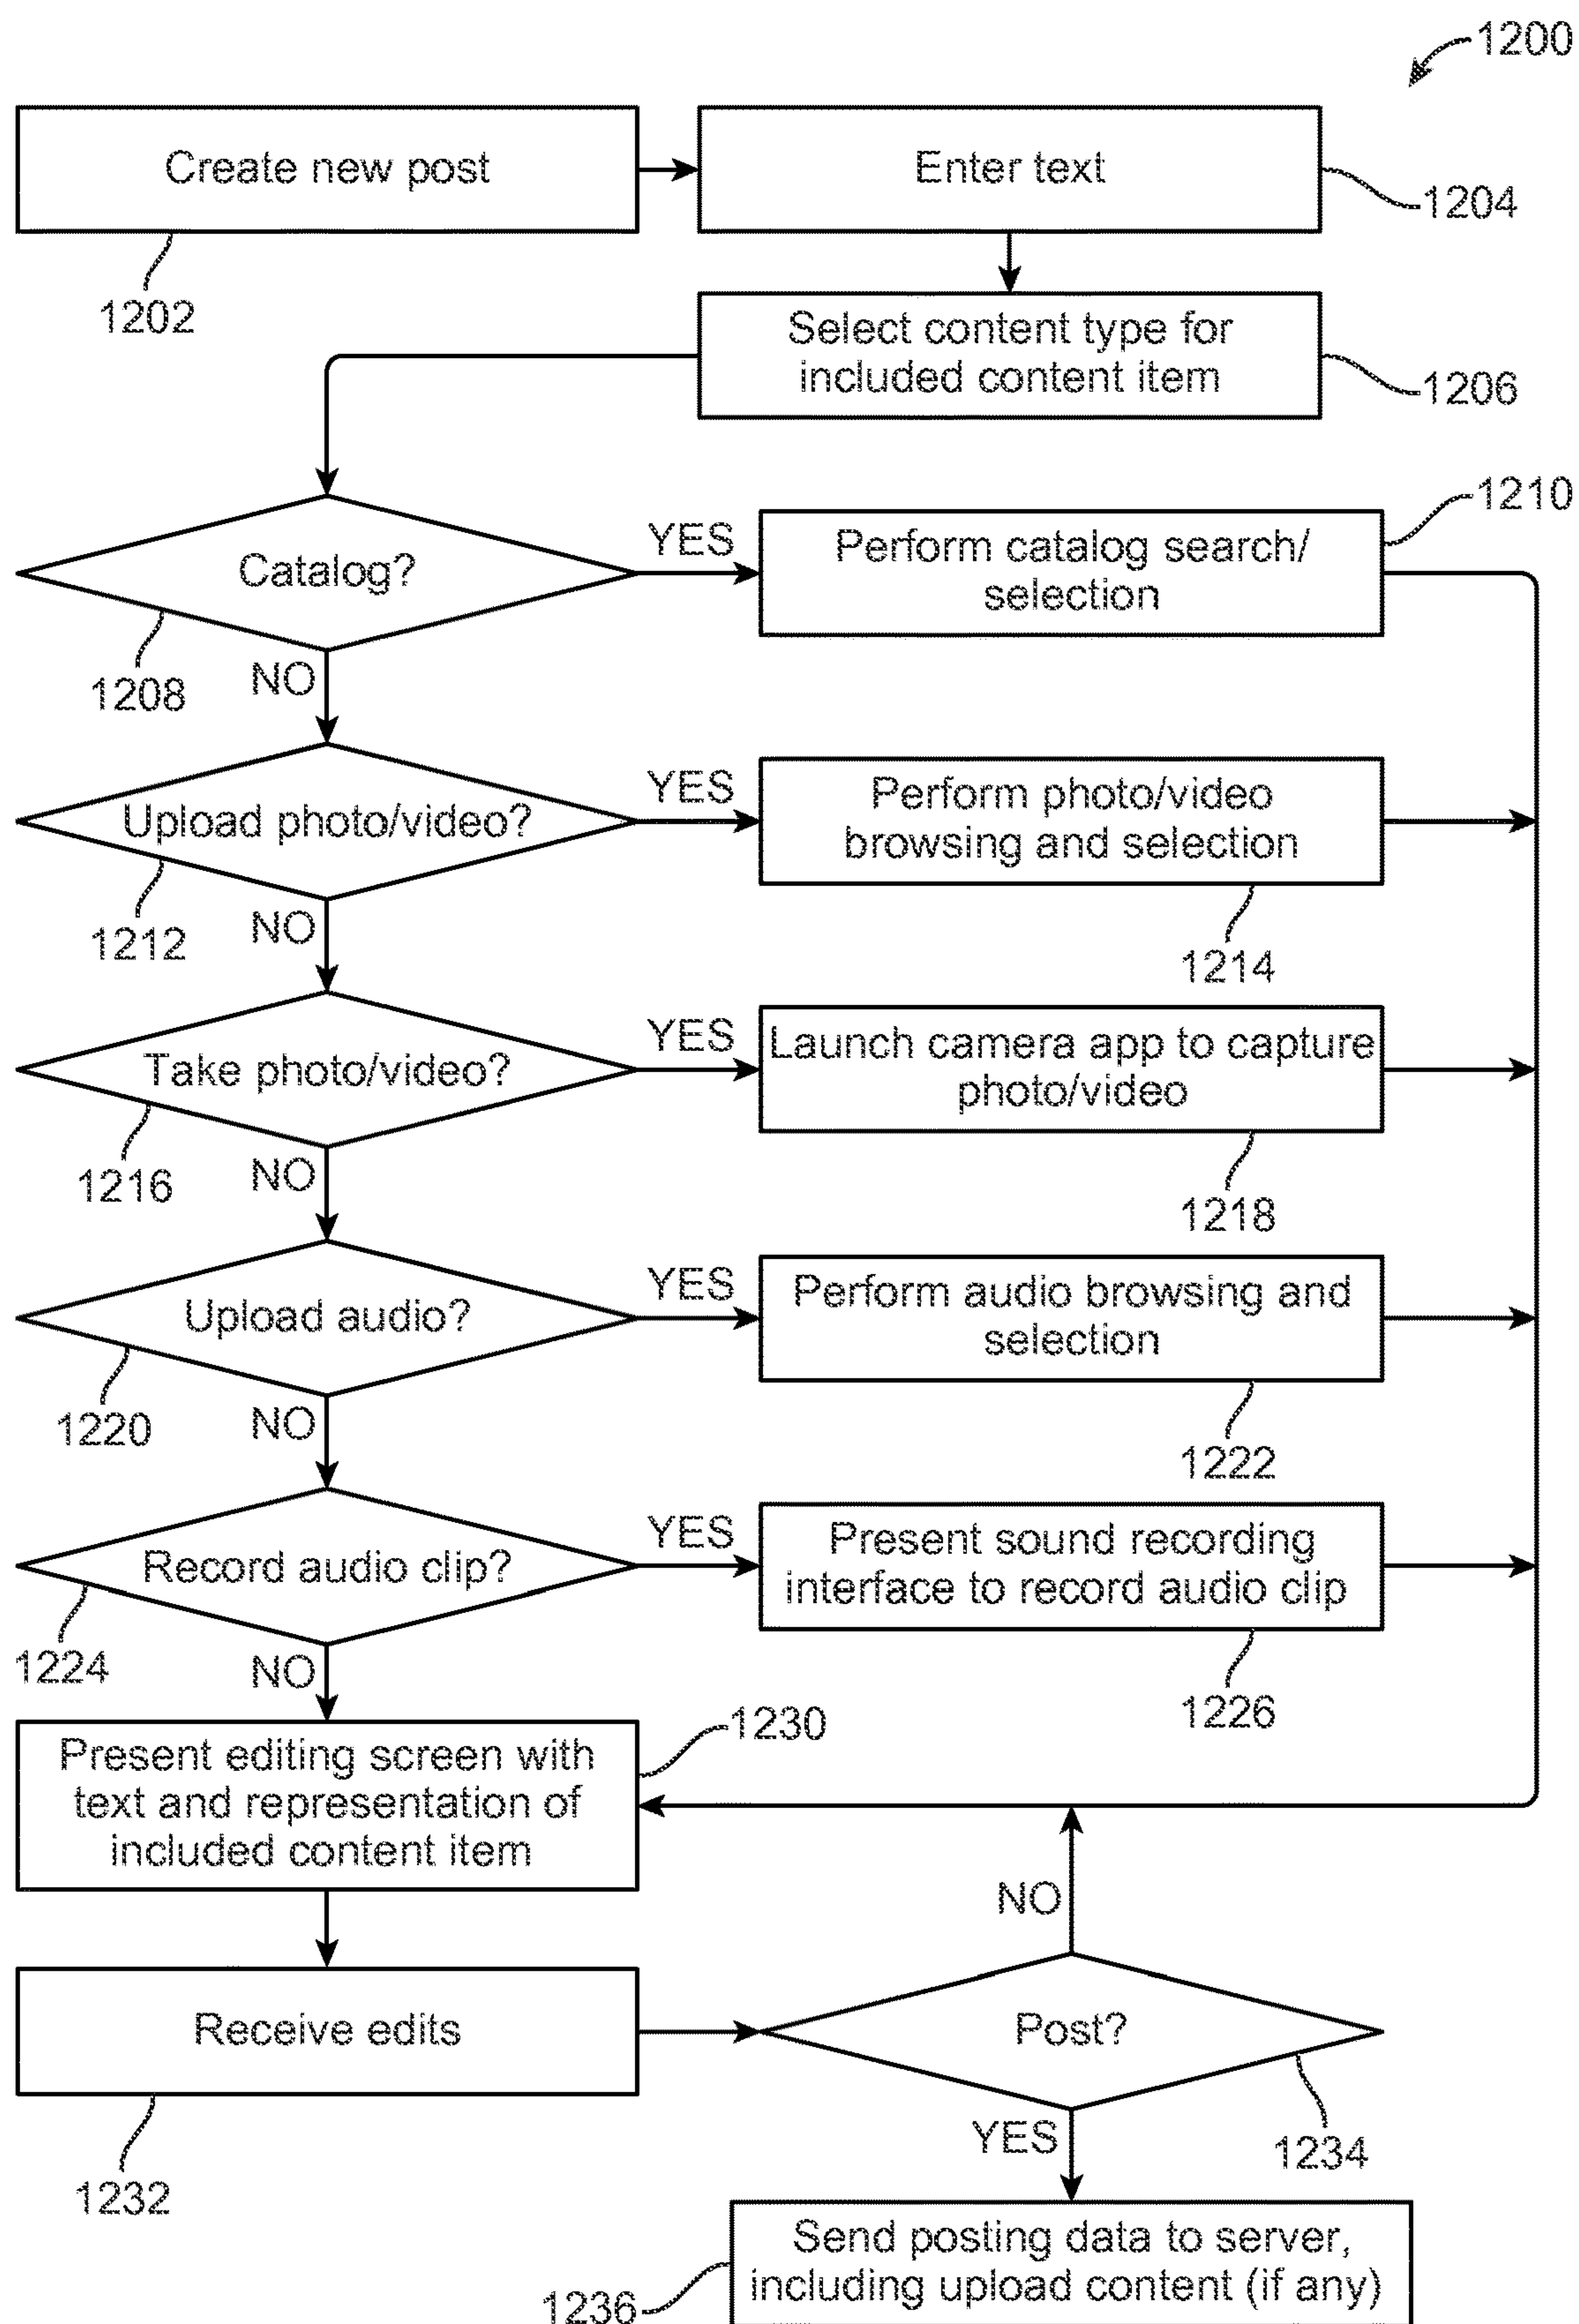 1200
Create new post
Enter text
1204
1202
Select content type for
included content item
1206
1210
Catalog?
YES
Perform catalog search/
selection
1208
NO
Upload photo/video?
YES
Perform photo/video
browsing and selection
1212
NO
1214
Take photo/video?
YES
Launch camera app to capture
photo/video
1216
NO
1218
Upload audio?
YES
Perform audio browsing and
selection
1220
NO
1222
Record audio clip?
YES
Present sound recording
interface to record audio clip
1224
NO
1226
1230
Present editing screen with
text and representation of
included content item
NO
Receive edits
Post?
1232
YES
1234
Send posting data to server,
including upload content (if any)
1236